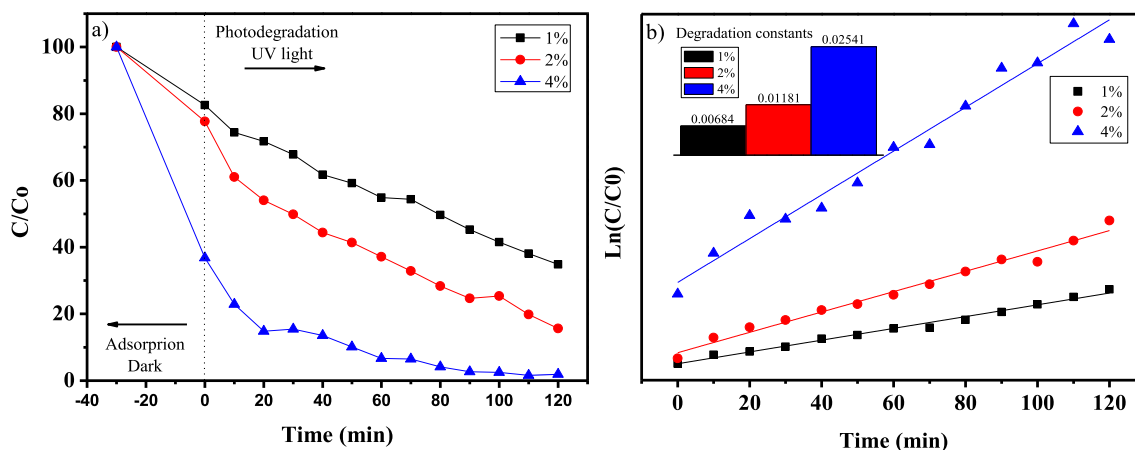 a)
Photodegradation
UV light
1%
2%
4%
100
80
60
40
20
0
C/Co
Adsorprion
Dark
-40 -20 0 20 40 60 80 100 120
Time (min)
b)
Degradation constants
1%
2%
4%
0.00684
0.01181
0.02541
1%
2%
4%
Ln(C/C0)
0 20 40 60 80 100 120
Time (min)